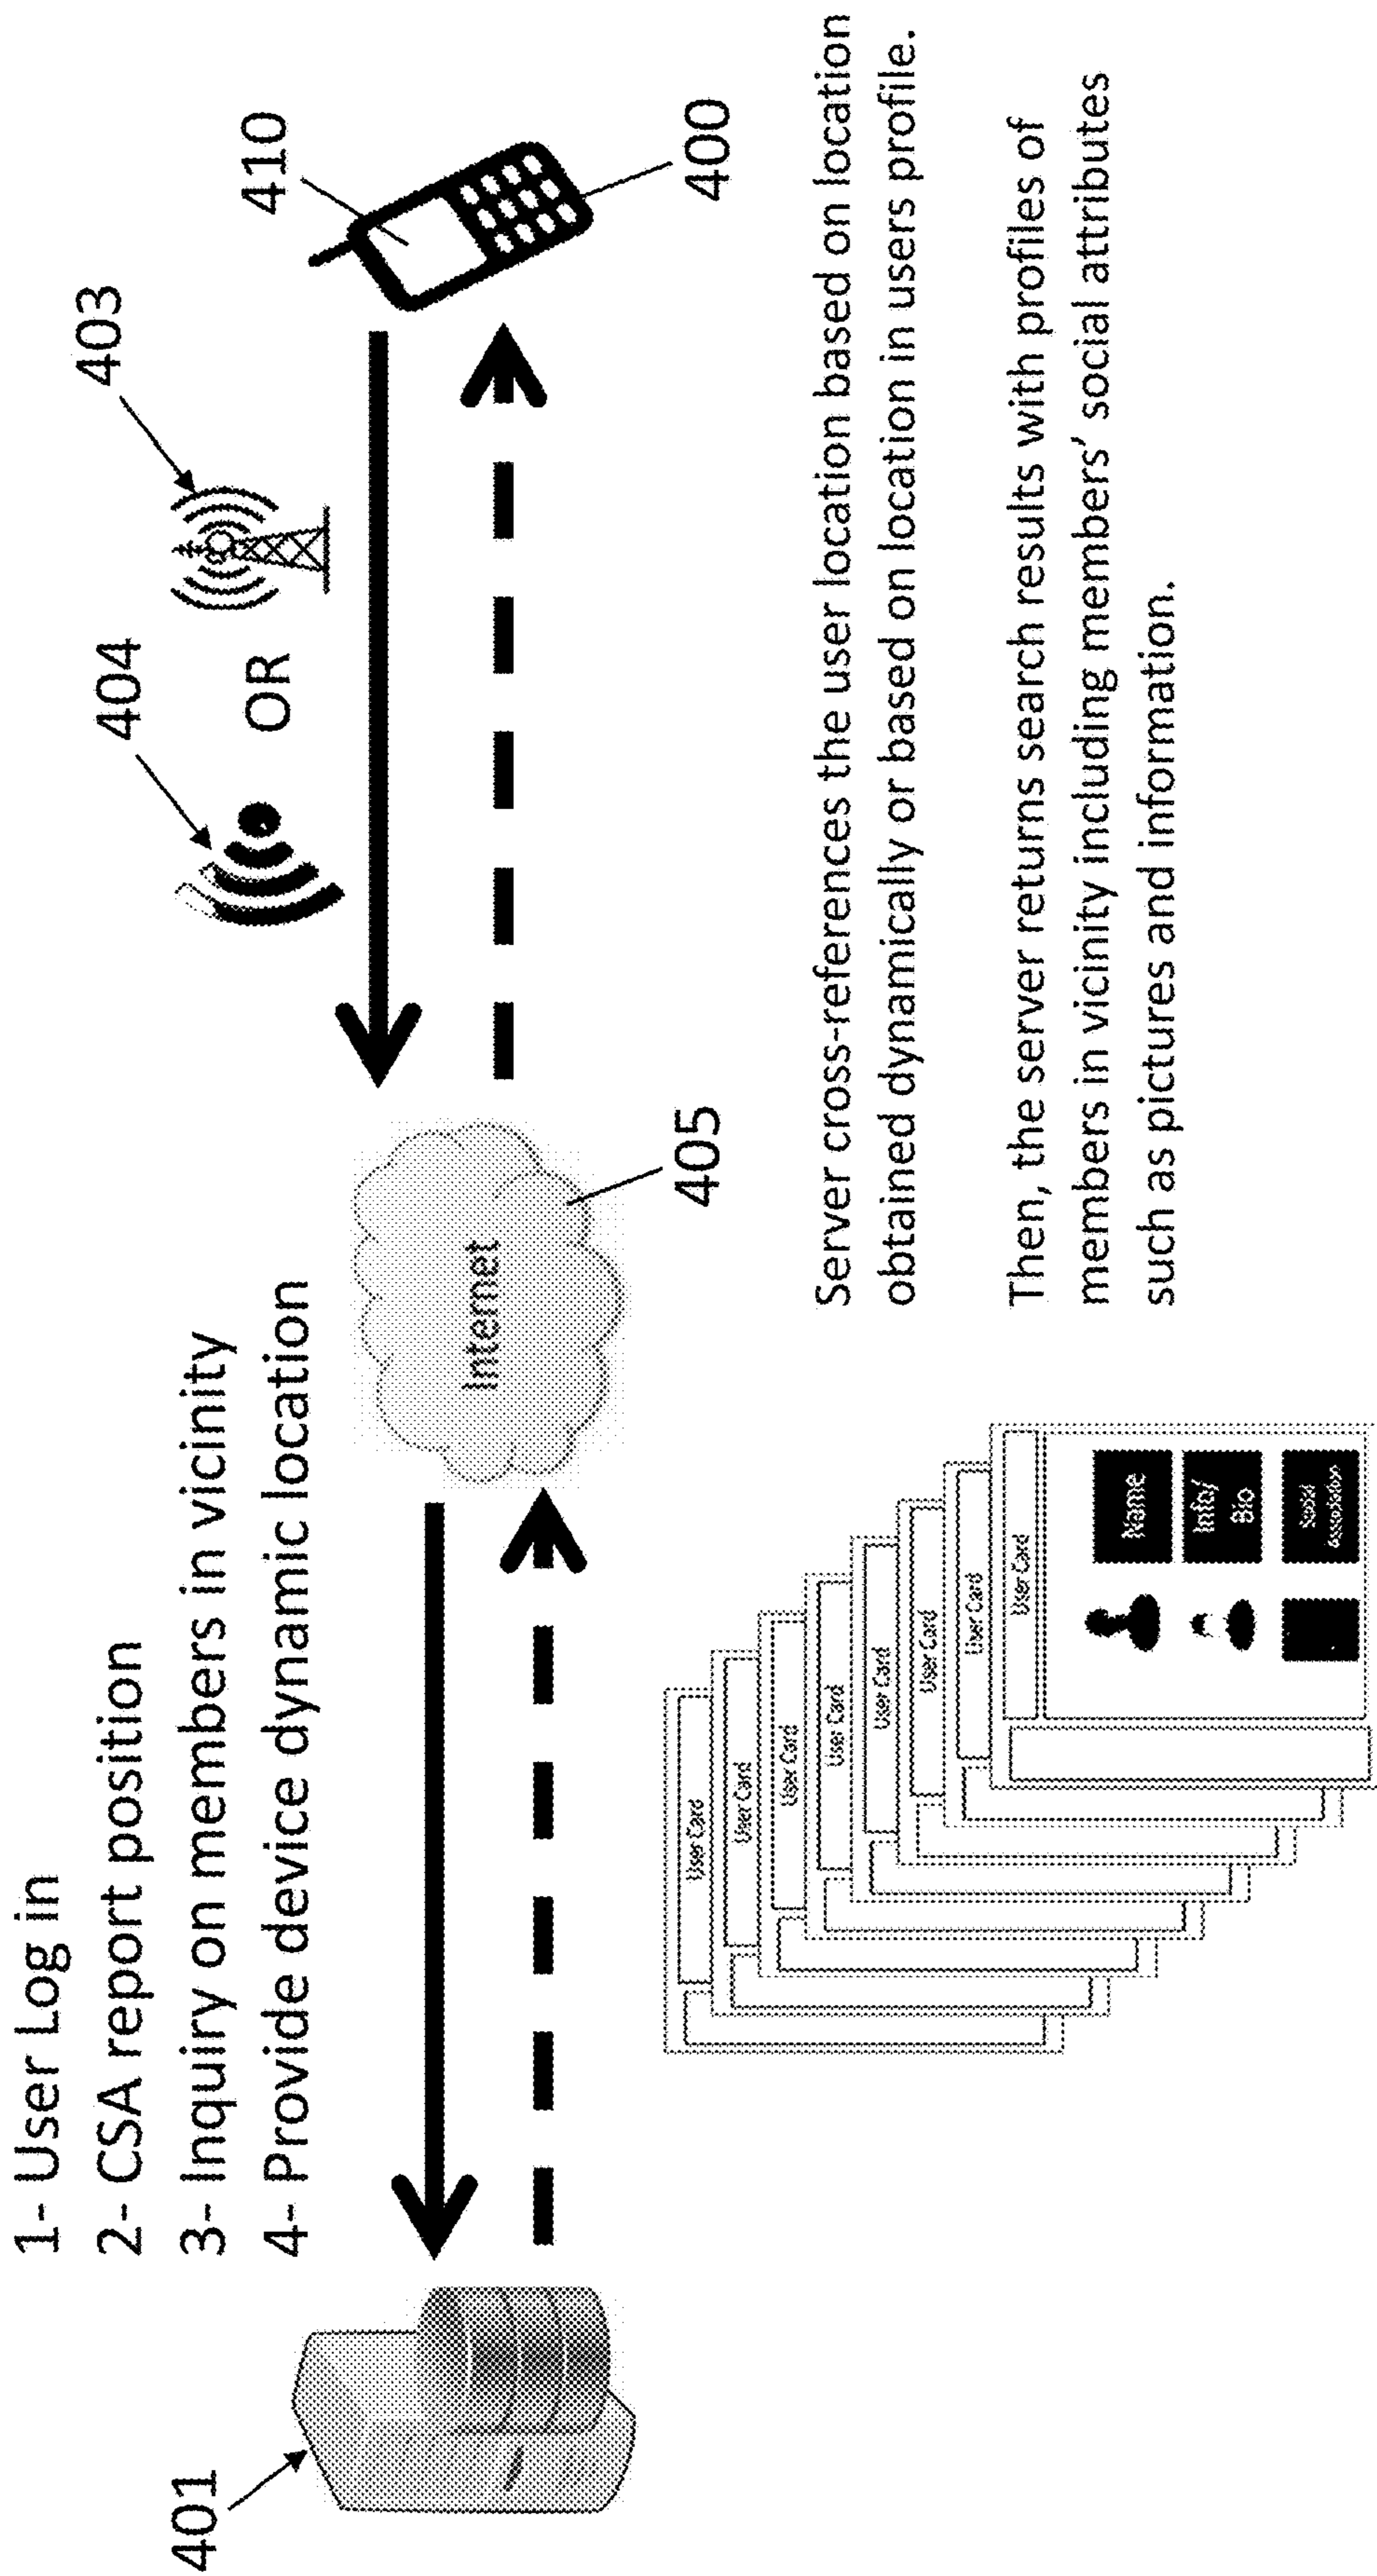 1- User Log in
2- CSA report position
3- Inquiry on members in vicinity
4- Provide device dynamic location
401
404
OR
403
410
400
Internet
405
User Card
User Card
User Card
User Card
User Card
User Card
User Card
User Card
Name
Info/
Bio
Social
Association
Server cross-references the user location based on location
obtained dynamically or based on location in users profile.
Then, the server returns search results with profiles of
members in vicinity including members’ social attributes
such as pictures and information.